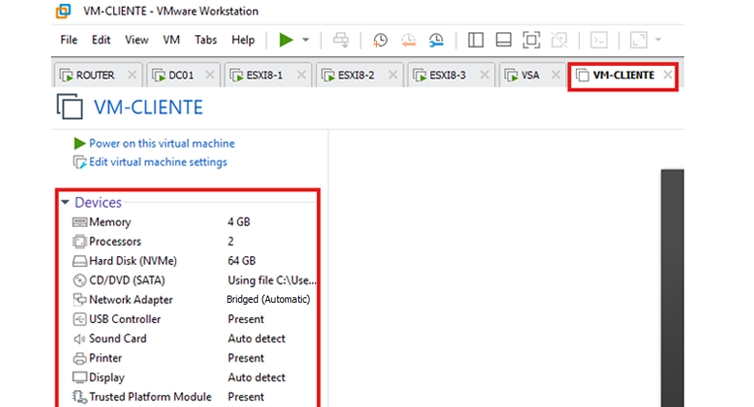 VM-CLIENTE - VMware Workstation
File Edit View VM Tabs Help
ROUTER DC01 ESXI8-1 ESXI8-2 ESXI8-3 VSA VM-CLIENTE
VM-CLIENTE
Power on this virtual machine
Edit virtual machine settings
Devices
Memory 4 GB
Processors 2
Hard Disk (NVMe) 64 GB
CD/DVD (SATA) Using file C:\Use...
Network Adapter Bridged (Automatic)
USB Controller Present
Sound Card Auto detect
Printer Present
Display Auto detect
Trusted Platform Module Present